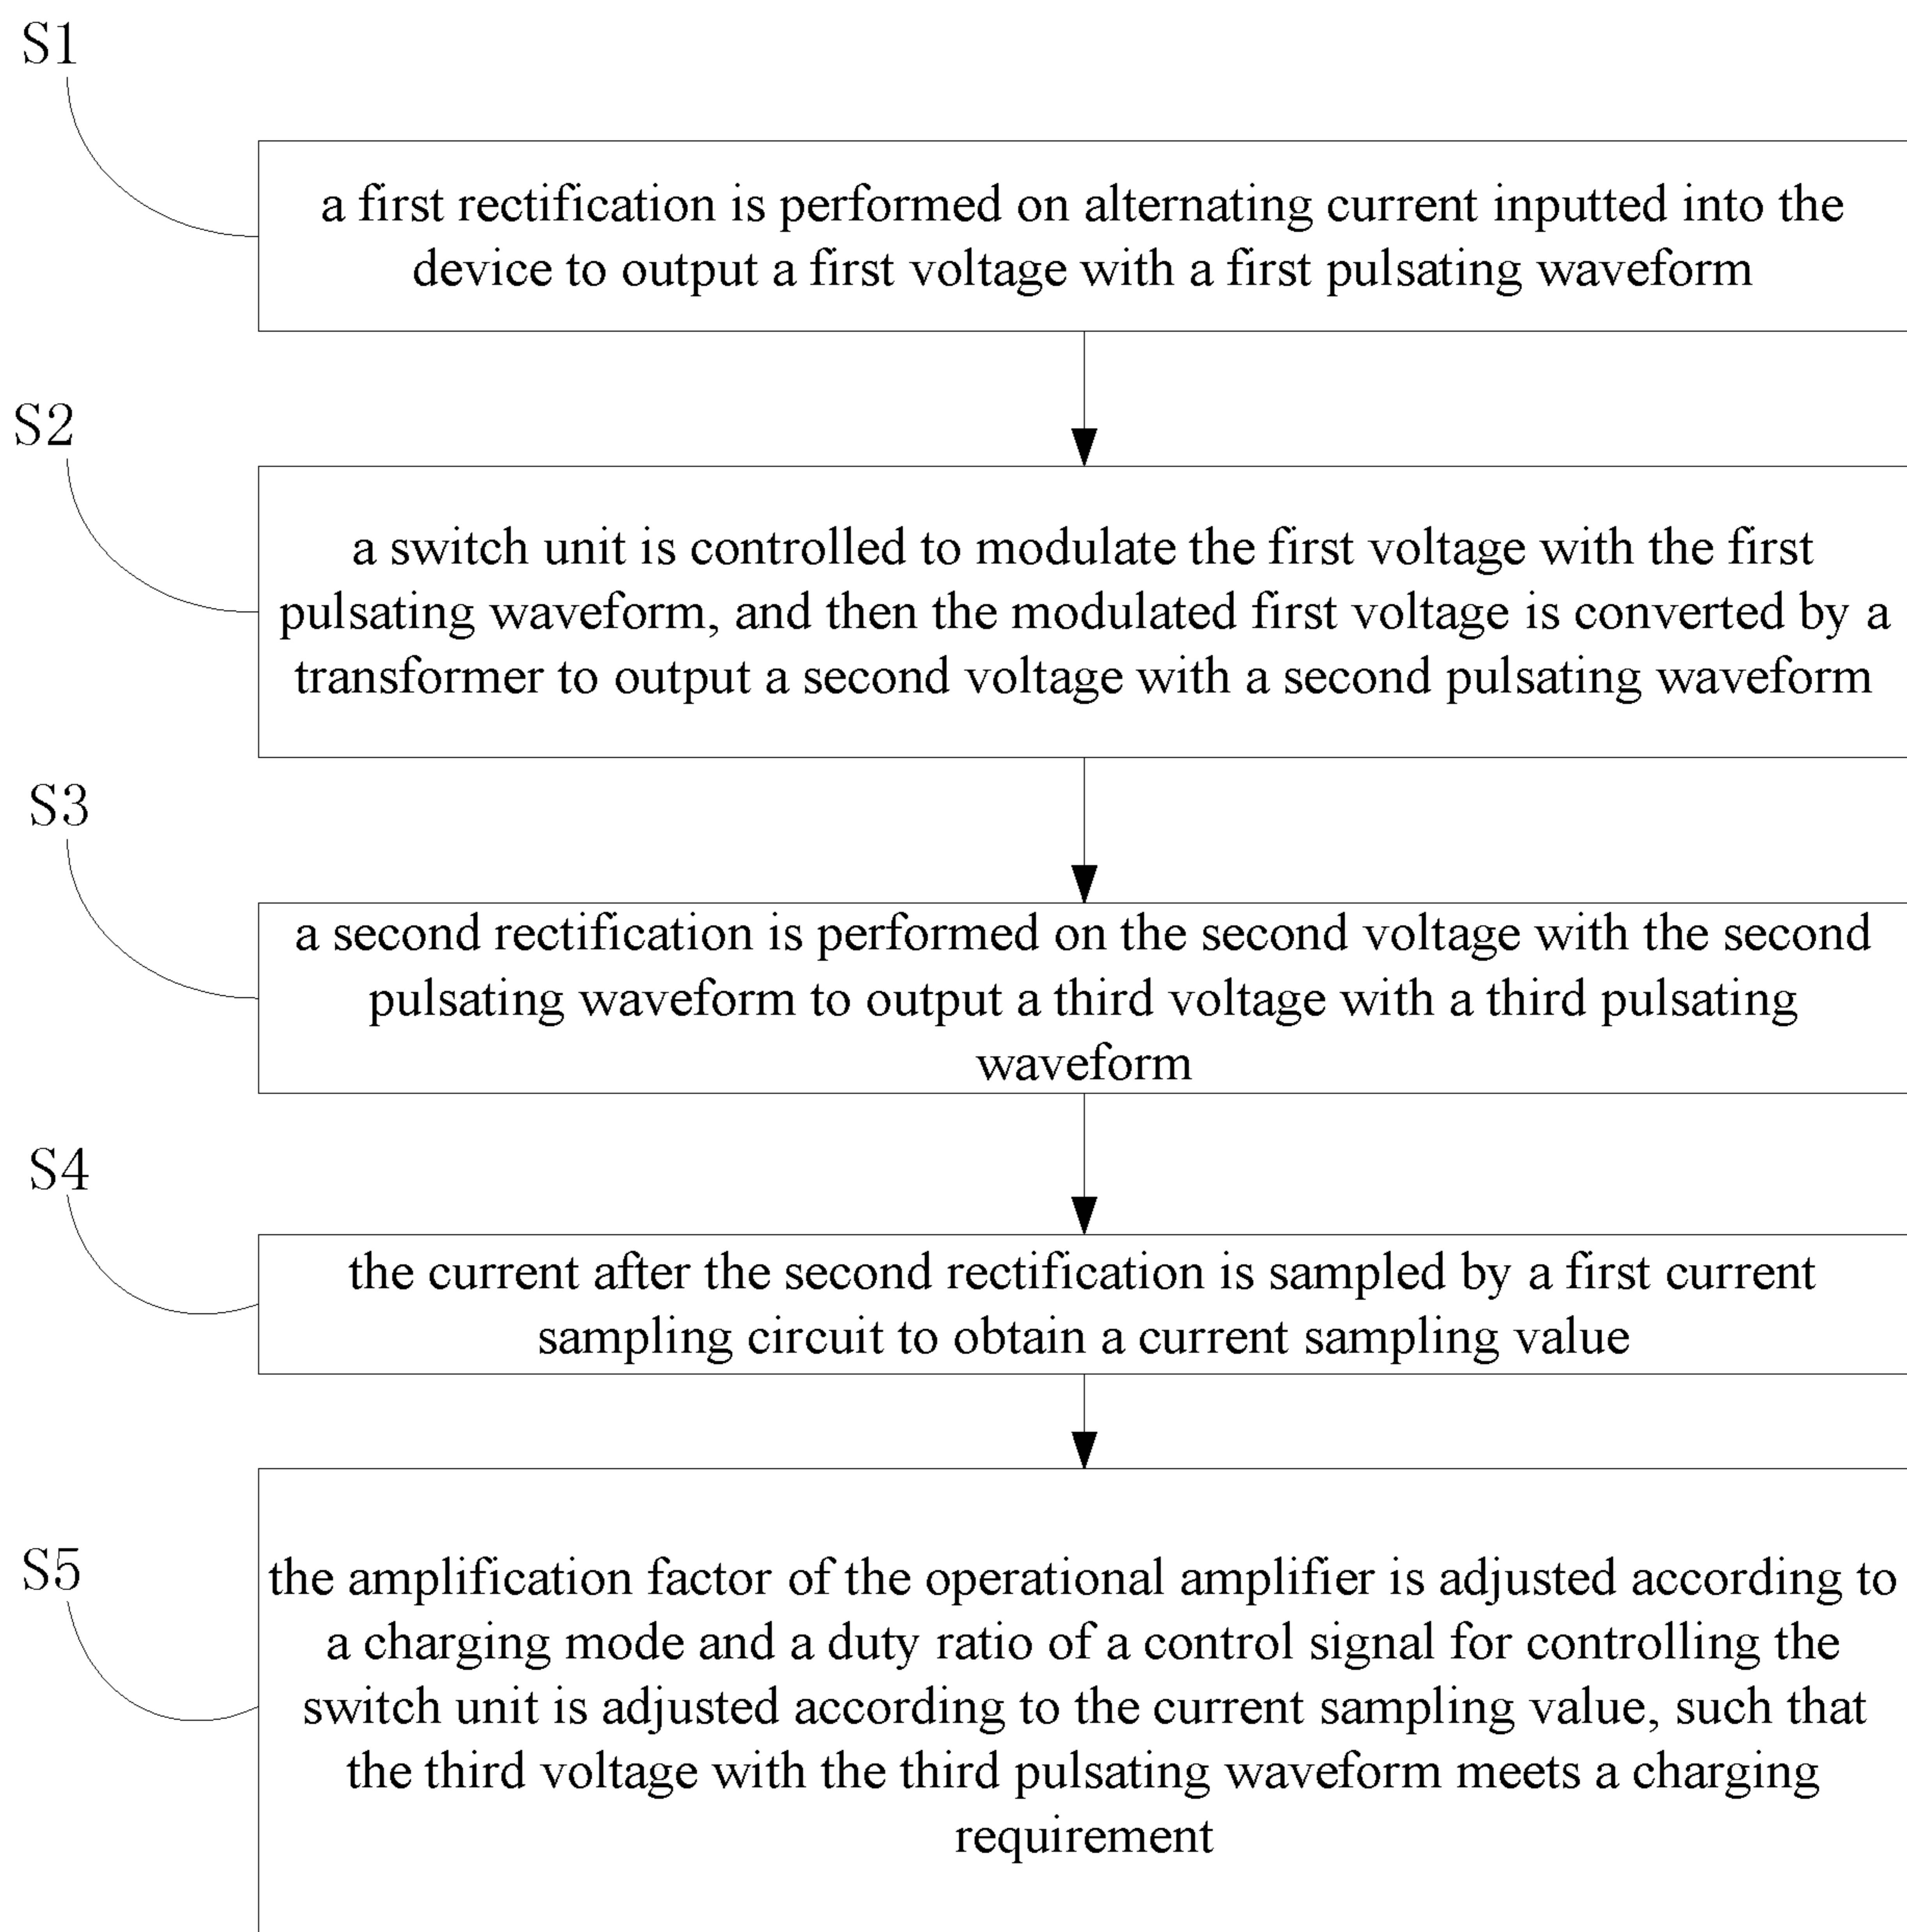 S1
a first rectification is performed on alternating current inputted into the
device to output a first voltage with a first pulsating waveform
S2
a switch unit is controlled to modulate the first voltage with the first
pulsating waveform, and then the modulated first voltage is converted by a
transformer to output a second voltage with a second pulsating waveform
S3
a second rectification is performed on the second voltage with the second
pulsating waveform to output a third voltage with a third pulsating
waveform
S4
the current after the second rectification is sampled by a first current
sampling circuit to obtain a current sampling value
S5
the amplification factor of the operational amplifier is adjusted according to
a charging mode and a duty ratio of a control signal for controlling the
switch unit is adjusted according to the current sampling value, such that
the third voltage with the third pulsating waveform meets a charging
requirement